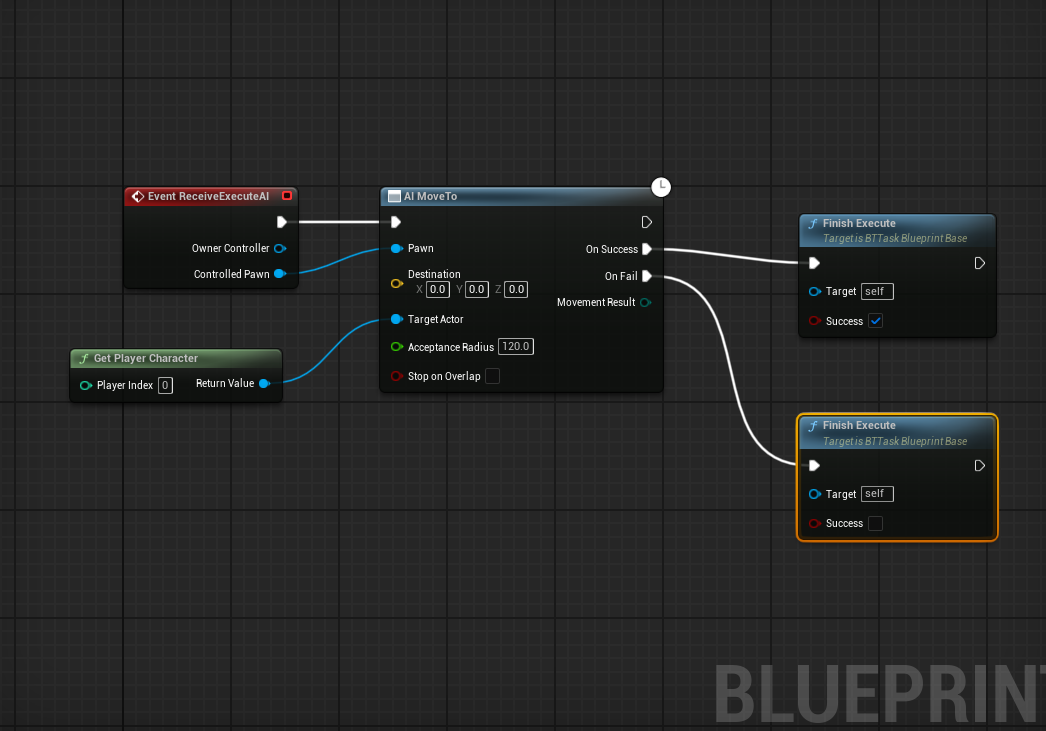 Event ReceiveExecuteAI
Owner Controller
Controlled Pawn
Get Player Character
Player Index 0
Return Value
AI MoveTo
Pawn
On Success
Destination
X 0.0 Y 0.0 Z 0.0
On Fail
Movement Result
Target Actor
Acceptance Radius 120.0
Stop on Overlap
Finish Execute
Target is BTTask Blueprint Base
Target self
Success
Finish Execute
Target is BTTask Blueprint Base
Target self
Success
BLUEPRIN